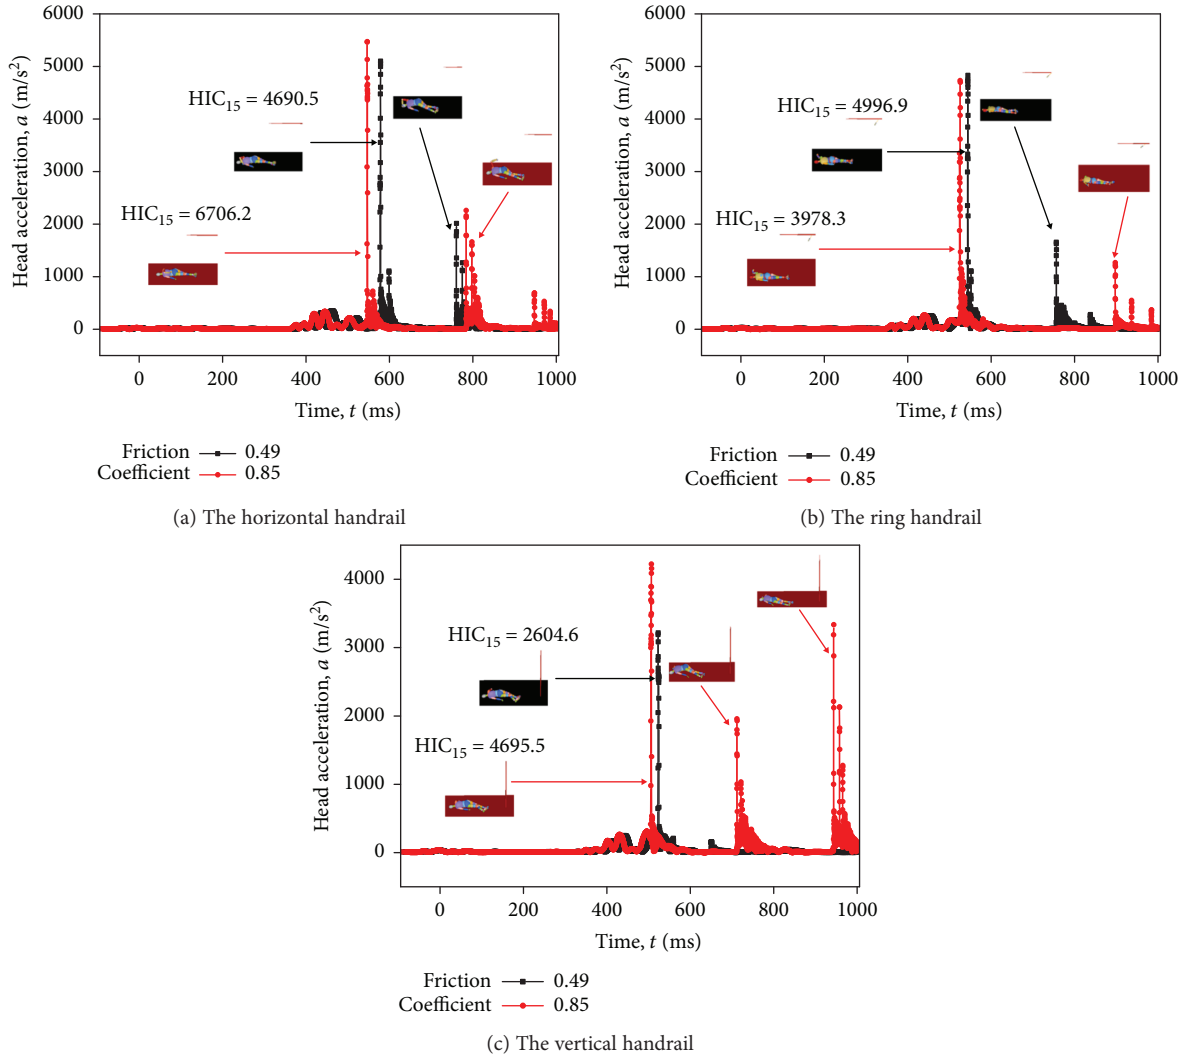 6000
5000
4000
3000
2000
1000
0
Head acceleration, a (m/s²)
HIC₁₅ = 4690.5
HIC₁₅ = 6706.2
0 200 400 600 800 1000
Time, t (ms)
Friction 0.49
Coefficient 0.85
(a) The horizontal handrail
6000
5000
4000
3000
2000
1000
0
Head acceleration, a (m/s²)
HIC₁₅ = 4996.9
HIC₁₅ = 3978.3
0 200 400 600 800 1000
Time, t (ms)
Friction 0.49
Coefficient 0.85
(b) The ring handrail
4000
3000
2000
1000
0
Head acceleration, a (m/s²)
HIC₁₅ = 2604.6
HIC₁₅ = 4695.5
0 200 400 600 800 1000
Time, t (ms)
Friction 0.49
Coefficient 0.85
(c) The vertical handrail